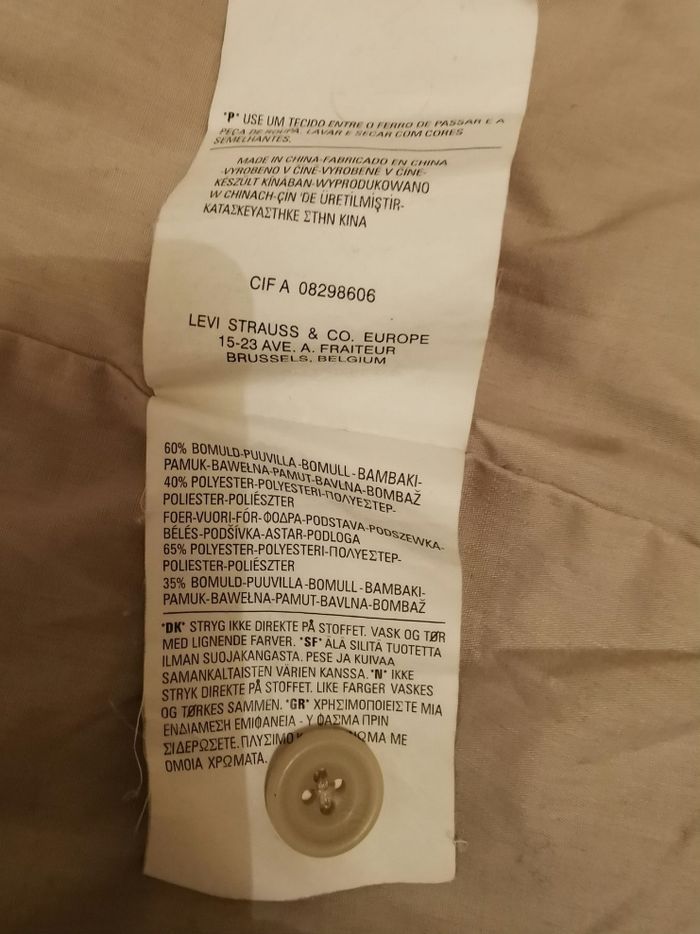 *P* USE UM TECIDO ENTRE O FERRO DE PASSAR E A
PEÇA DE ROUPA. LAVAR E SECAR COM CORES
SEMELHANTES.
MADE IN CHINA-FABRICADO EN CHINA
-VYROBENO V ČÍNĚ-VYROBENÉ V ČÍNE-
KÉSZULT KÍNÁBAN-WYPRODUKOWANO
W CHINACH-ÇİN 'DE ÜRETİLMİŞTİR-
ΚΑΤΑΣΚΕΥΑΣΤΗΚΕ ΣΤΗΝ ΚΙΝΑ
CIF A 08298606
LEVI STRAUSS & CO. EUROPE
15-23 AVE. A. FRAITEUR
BRUSSELS, BELGIUM
60% BOMULD-PUUVILLA-BOMULL-BAMBAKI-
PAMUK-BAWEŁNA-PAMUT-BAVLNA-BOMBAŽ
40% POLYESTER-POLYESTERI-ΠΟΛΥΕΣΤΕΡ-
POLIESTER-POLIÉSZTER
FOER-VUORI-FÓR-ΦΟΔΡΑ-PODSTAVA-PODSZEWKA-
BÉLÉS-PODŠÍVKA-ASTAR-PODLOGA
65% POLYESTER-POLYESTERI-ΠΟΛΥΕΣΤΕΡ-
POLIESTER-POLIÉSZTER
35% BOMULD-PUUVILLA-BOMULL-BAMBAKI-
PAMUK-BAWEŁNA-PAMUT-BAVLNA-BOMBAŽ
*DK* STRYG IKKE DIREKTE PÅ STOFFET. VASK OG TØR
MED LIGNENDE FARVER. *SF* ÄLÄ SILITÄ TUOTETTA
ILMAN SUOJAKANGASTA. PESE JA KUIVAA
SAMANKALTAISTEN VÄRIEN KANSSA. *N* IKKE
STRYK DIREKTE PÅ STOFFET. LIKE FARGER VASKES
OG TØRKES SAMMEN. *GR* ΧΡΗΣΙΜΟΠΟΙΕΙΣΤΕ ΜΙΑ
ΕΝΔΙΑΜΕΣΗ ΕΜΙΦΑΝΕΙΑ - Υ ΦΑΣΜΑ ΠΡΙΝ
ΣΙΔΕΡΩΣΕΤΕ. ΠΛΥΣΙΜΟ ΜΕ
ΟΜΟΙΑ ΧΡΩΜΑΤΑ.